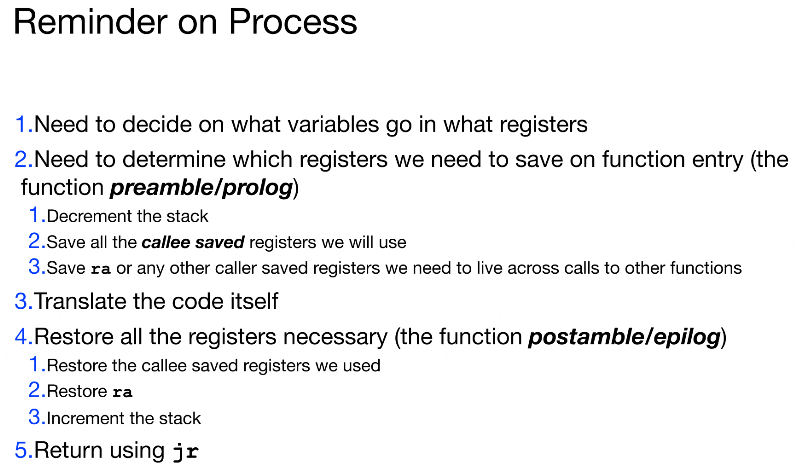 Reminder on Process
1.Need to decide on what variables go in what registers
2.Need to determine which registers we need to save on function entry (the
function preamble/prolog)
1.Decrement the stack
2.Save all the callee saved registers we will use
3.Save ra or any other caller saved registers we need to live across calls to other functions
3.Translate the code itself
4.Restore all the registers necessary (the function postamble/epilog)
1.Restore the callee saved registers we used
2.Restore ra
3.Increment the stack
5.Return using jr